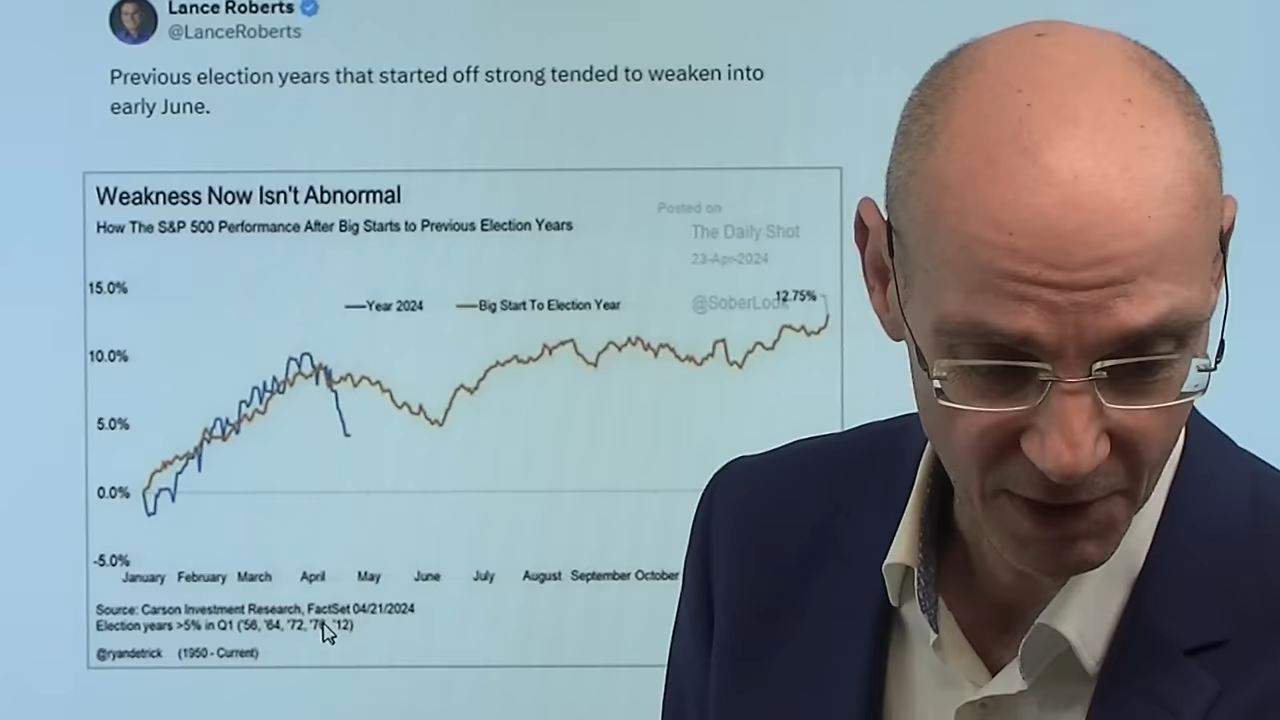 Lance Roberts
@LanceRoberts
Previous election years that started off strong tended to weaken into
early June.
Weakness Now Isn't Abnormal
How The S&P 500 Performance After Big Starts to Previous Election Years
Posted on
The Daily Shot
23-Apr-2024
@SoberLook
15.0%
Year 2024
Big Start To Election Year
12.75%
10.0%
5.0%
0.0%
-5.0%
January February March April May June July August September October
Source: Carson Investment Research, FactSet 04/21/2024
Election years >5% in Q1 ('56, '64, '72, '12)
@ryandetrick (1950 - Current)